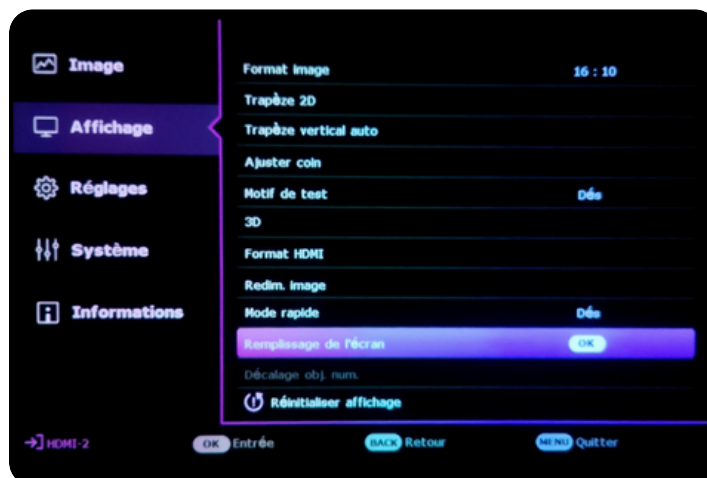 Image
Affichage
Réglages
Système
Informations
Format image 16 : 10
Trapèze 2D
Trapèze vertical auto
Ajuster coin
Motif de test Dés
3D
Format HDMI
Redim. image
Mode rapide Dés
Remplissage de l'écran OK
Décalage obj. num.
Réinitialiser affichage
HDMI-2 OK Entrée BACK Retour MENU Quitter